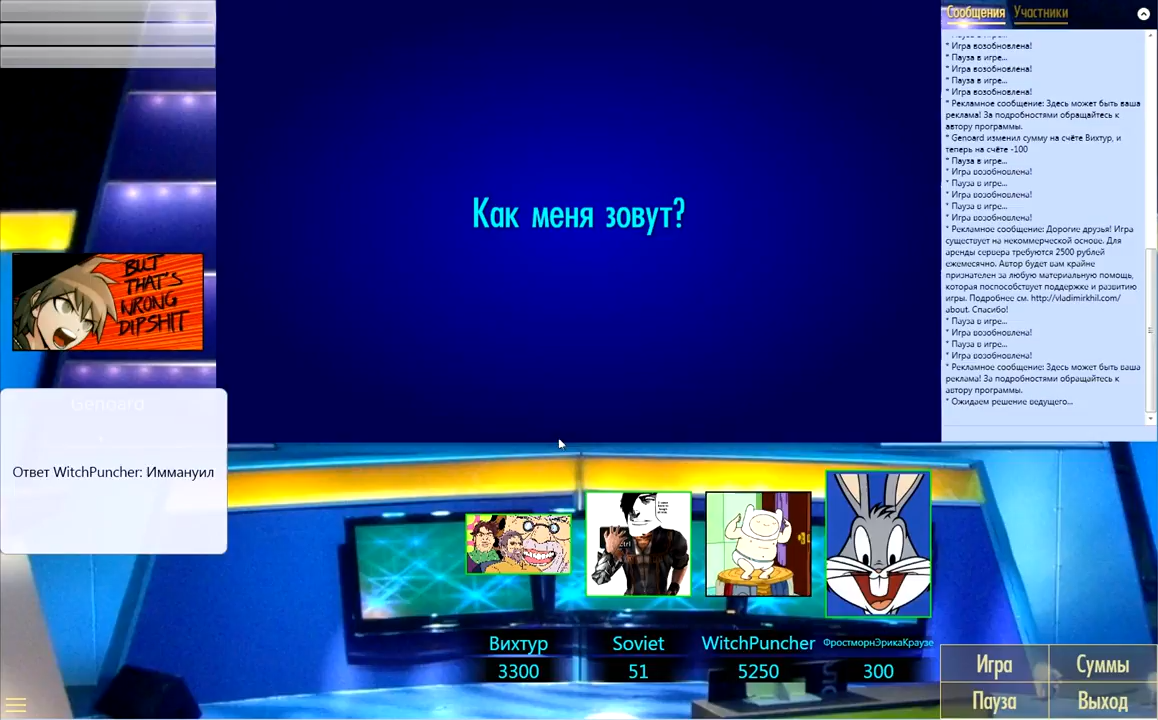 Сообщения Участники
* Пауза в игре...
* Игра возобновлена!
* Пауза в игре...
* Игра возобновлена!
* Пауза в игре...
* Игра возобновлена!
* Рекламное сообщение: Здесь может быть ваша
реклама! За подробностями обращайтесь к
автору программы.
* Genoard изменил сумму на счёте Вихтур, и
теперь на счёте -100
* Пауза в игре...
* Игра возобновлена!
* Пауза в игре...
* Игра возобновлена!
* Пауза в игре...
* Игра возобновлена!
* Рекламное сообщение: Дорогие друзья! Игра
существует на некоммерческой основе. Для
аренды сервера требуются 2500 рублей
ежемесячно. Автор будет вам крайне
признателен за любую материальную помощь,
которая поспособствует поддержке и развитию
игры. Подробнее см. http://vladimirkhil.com/
about. Спасибо!
* Пауза в игре...
* Игра возобновлена!
* Пауза в игре...
* Игра возобновлена!
* Рекламное сообщение: Здесь может быть ваша
реклама! За подробностями обращайтесь к
автору программы.
* Ожидаем решение ведущего...
Как меня зовут?
BUT
THAT'S
WRONG
DIPSHIT
Genoard
Ответ WitchPuncher: Иммануил
Вихтур Soviet WitchPuncher ФростморнЭрикаКраузе
3300 51 5250 300
Игра Суммы
Пауза Выход